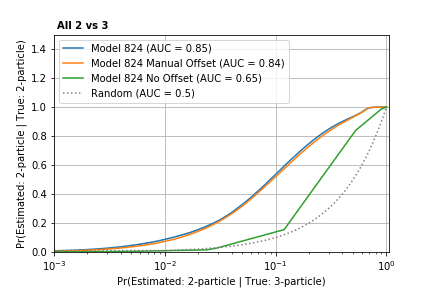 All 2 vs 3
Pr(Estimated: 2-particle | True: 2-particle)
1.4
1.2
1.0
0.8
0.6
0.4
0.2
0.0
Model 824 (AUC = 0.85)
Model 824 Manual Offset (AUC = 0.84)
Model 824 No Offset (AUC = 0.65)
Random (AUC = 0.5)
10⁻³ 10⁻² 10⁻¹ 10⁰
Pr(Estimated: 2-particle | True: 3-particle)